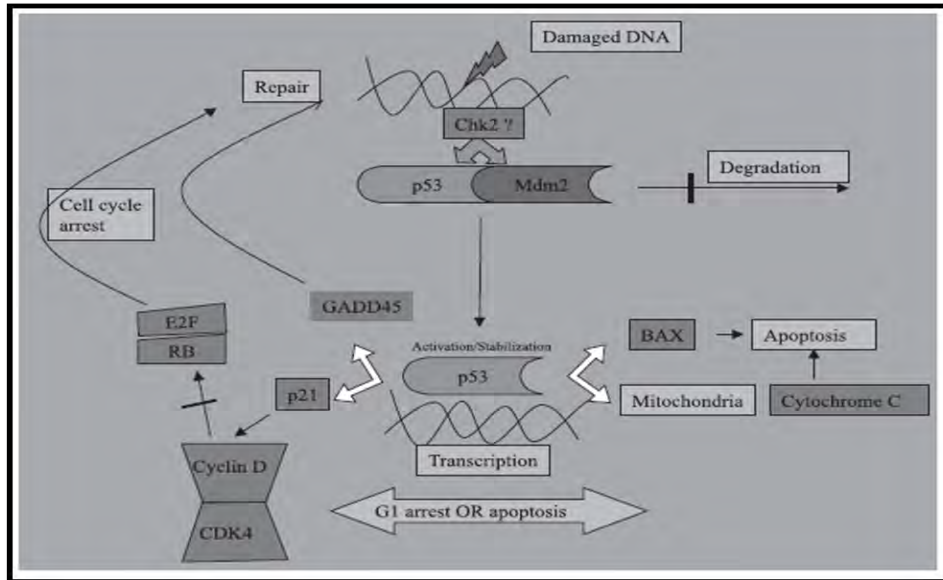 Damaged DNA
Repair
Chk2 ?
p53
Mdm2
Degradation
Cell cycle
arrest
GADD45
E2F
RB
Activation/Stabilization
p53
BAX
Apoptosis
p21
Mitochondria
Cytochrome C
Cyclin D
Transcription
G1 arrest OR apoptosis
CDK4